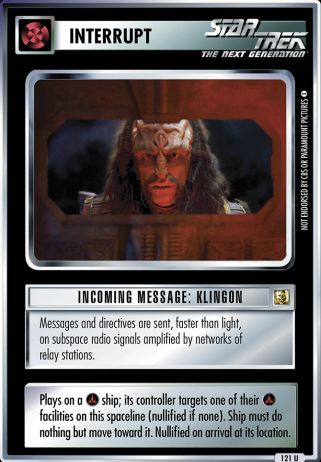 INTERRUPT
STAR TREK
THE NEXT GENERATION
NOT ENDORSED BY CBS OR PARAMOUNT PICTURES
INCOMING MESSAGE: KLINGON
Messages and directives are sent, faster than light,
on subspace radio signals amplified by networks of
relay stations.
Plays on a ship; its controller targets one of their
facilities on this spaceline (nullified if none). Ship must do
nothing but move toward it. Nullified on arrival at its location.
121 U